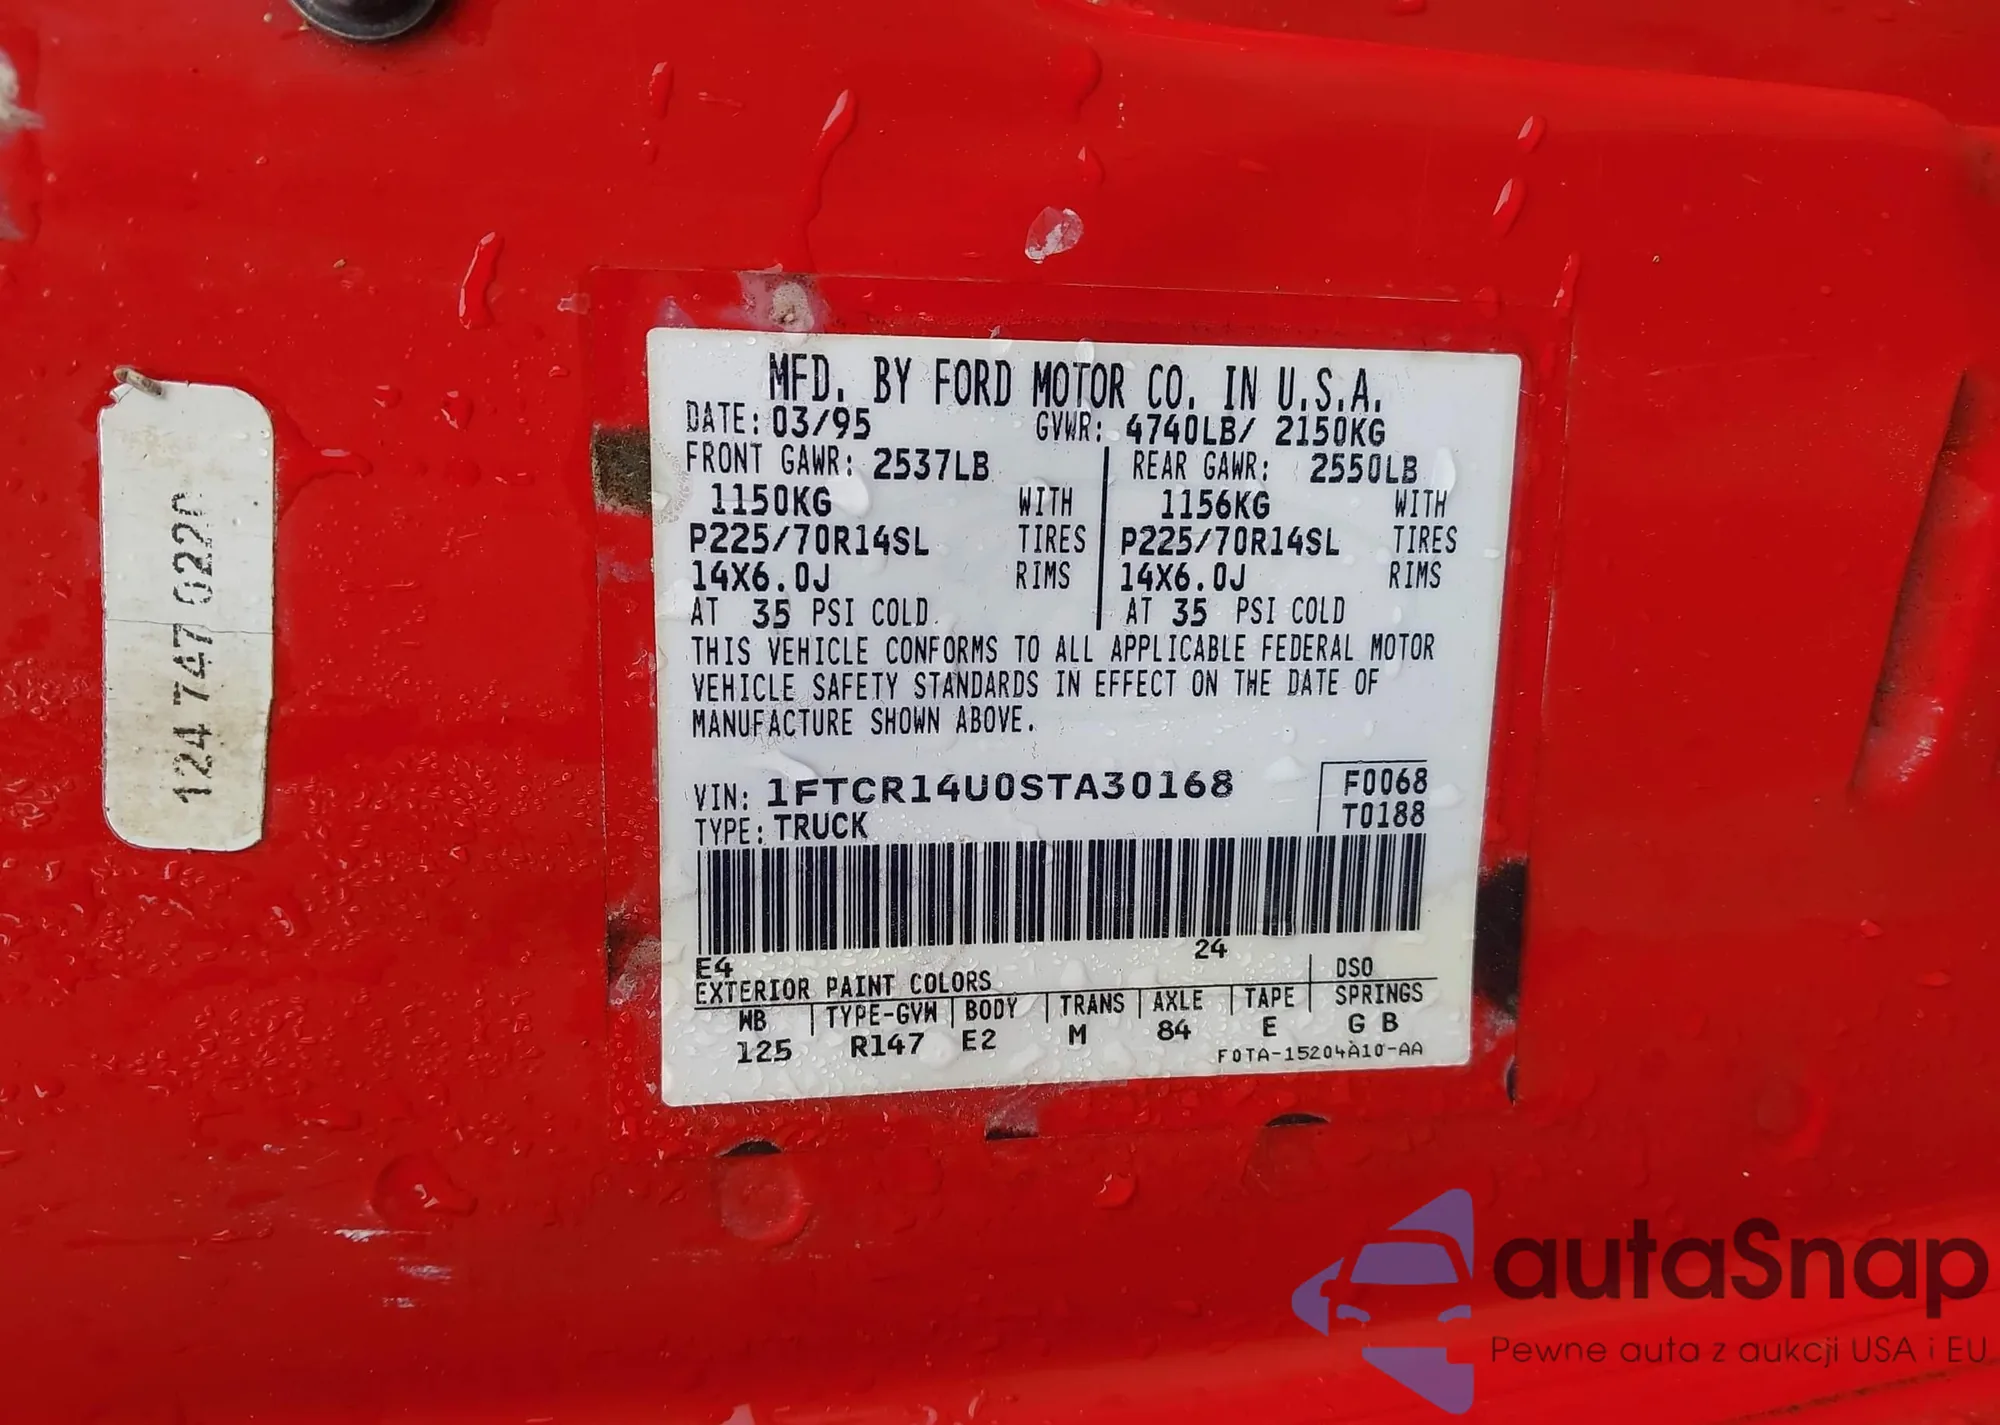 MFD. BY FORD MOTOR CO. IN U.S.A.
DATE: 03/95 GVWR: 4740LB/ 2150KG
FRONT GAWR: 2537LB REAR GAWR: 2550LB
1150KG WITH 1156KG WITH
P225/70R14SL TIRES P225/70R14SL TIRES
14X6.0J RIMS 14X6.0J RIMS
AT 35 PSI COLD AT 35 PSI COLD
THIS VEHICLE CONFORMS TO ALL APPLICABLE FEDERAL MOTOR
VEHICLE SAFETY STANDARDS IN EFFECT ON THE DATE OF
MANUFACTURE SHOWN ABOVE.
VIN: 1FTCR14U0STA30168 F0068
TYPE: TRUCK T0188
E4 24
EXTERIOR PAINT COLORS DSO
WB TYPE-GVW BODY TRANS AXLE TAPE SPRINGS
125 R147 E2 M 84 E G B
F0TA-15204A10-AA
124 747
autaSnap
Pewne auta z aukcji USA i EU